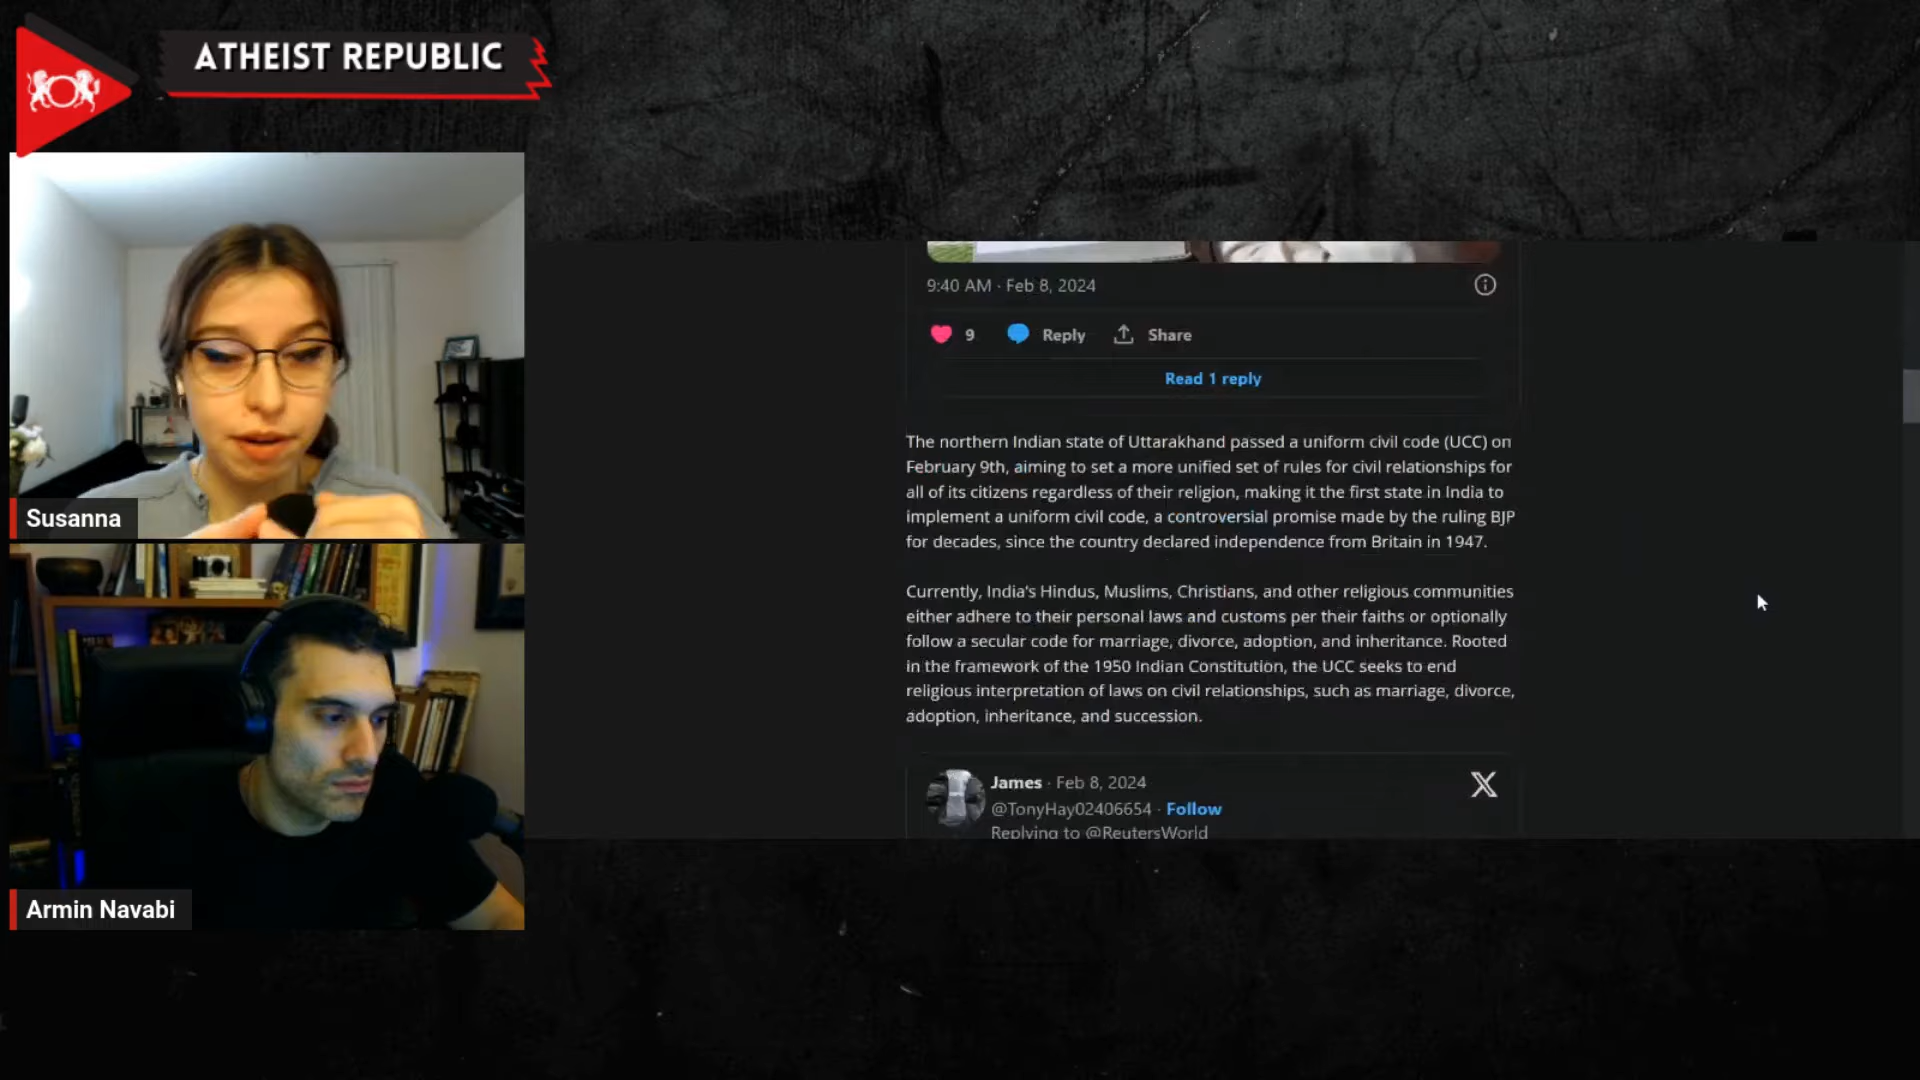 ATHEIST REPUBLIC
Susanna
Armin Navabi
9:40 AM · Feb 8, 2024
9 Reply Share
Read 1 reply
The northern Indian state of Uttarakhand passed a uniform civil code (UCC) on
February 9th, aiming to set a more unified set of rules for civil relationships for
all of its citizens regardless of their religion, making it the first state in India to
implement a uniform civil code, a controversial promise made by the ruling BJP
for decades, since the country declared independence from Britain in 1947.
Currently, India's Hindus, Muslims, Christians, and other religious communities
either adhere to their personal laws and customs per their faiths or optionally
follow a secular code for marriage, divorce, adoption, and inheritance. Rooted
in the framework of the 1950 Indian Constitution, the UCC seeks to end
religious interpretation of laws on civil relationships, such as marriage, divorce,
adoption, inheritance, and succession.
James · Feb 8, 2024
@TonyHay02406654 · Follow
Replying to @ReutersWorld